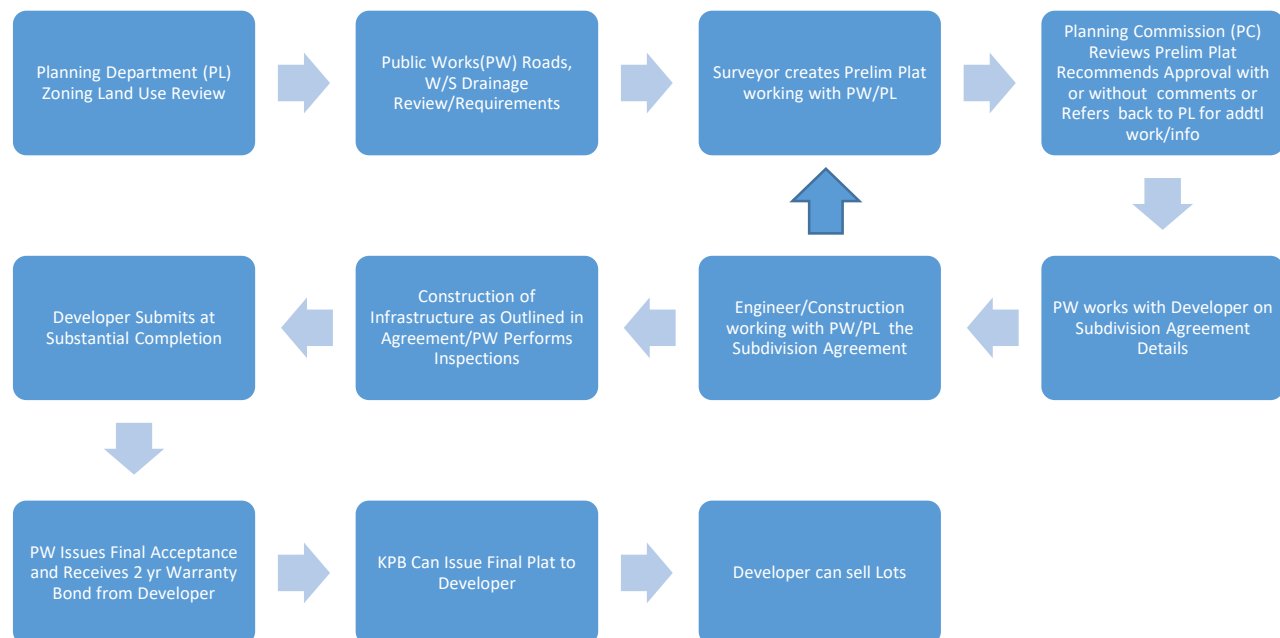 Planning Department (PL)
Zoning Land Use Review
Public Works(PW) Roads,
W/S Drainage
Review/Requirements
Surveyor creates Prelim Plat
working with PW/PL
Planning Commission (PC)
Reviews Prelim Plat
Recommends Approval with
or without comments or
Refers back to PL for addtl
work/info
PW works with Developer on
Subdivision Agreement
Details
Engineer/Construction
working with PW/PL the
Subdivision Agreement
Construction of
Infrastructure as Outlined in
Agreement/PW Performs
Inspections
Developer Submits at
Substantial Completion
PW Issues Final Acceptance
and Receives 2 yr Warranty
Bond from Developer
KPB Can Issue Final Plat to
Developer
Developer can sell Lots